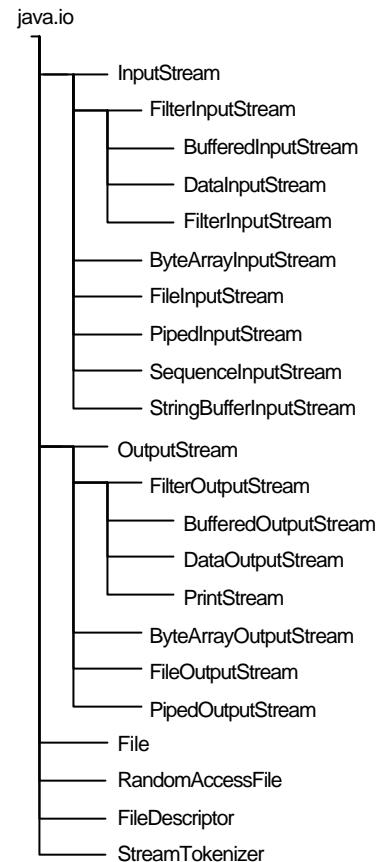 java.io
InputStream
FilterInputStream
BufferedInputStream
DataInputStream
FilterInputStream
ByteArrayInputStream
FileInputStream
PipedInputStream
SequenceInputStream
StringBufferInputStream
OutputStream
FilterOutputStream
BufferedOutputStream
DataOutputStream
PrintStream
ByteArrayOutputStream
FileOutputStream
PipedOutputStream
File
RandomAccessFile
FileDescriptor
StreamTokenizer